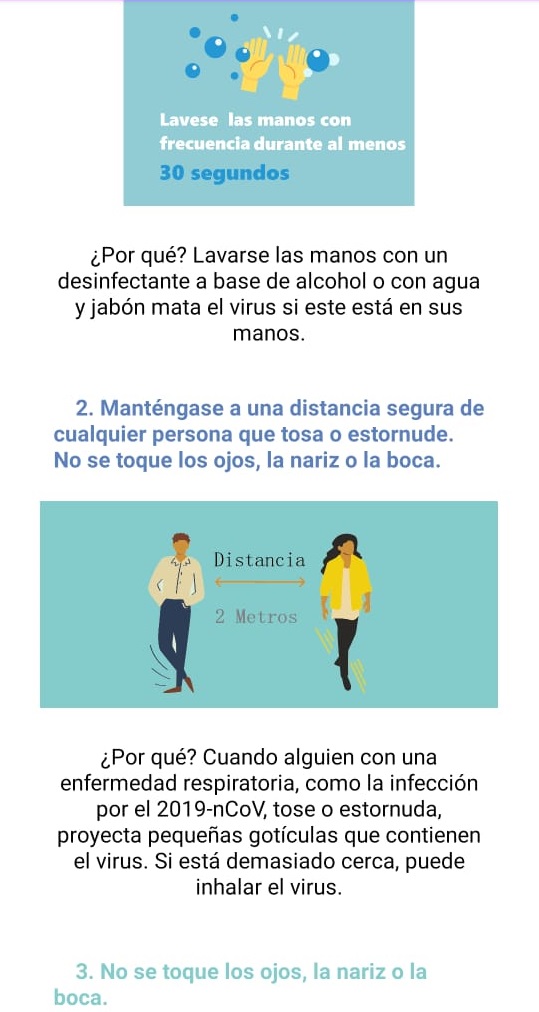 Lavese las manos con
frecuencia durante al menos
30 segundos
¿Por qué? Lavarse las manos con un
desinfectante a base de alcohol o con agua
y jabón mata el virus si este está en sus
manos.
2. Manténgase a una distancia segura de
cualquier persona que tosa o estornude.
No se toque los ojos, la nariz o la boca.
Distancia
2 Metros
¿Por qué? Cuando alguien con una
enfermedad respiratoria, como la infección
por el 2019-nCoV, tose o estornuda,
proyecta pequeñas gotículas que contienen
el virus. Si está demasiado cerca, puede
inhalar el virus.
3. No se toque los ojos, la nariz o la
boca.